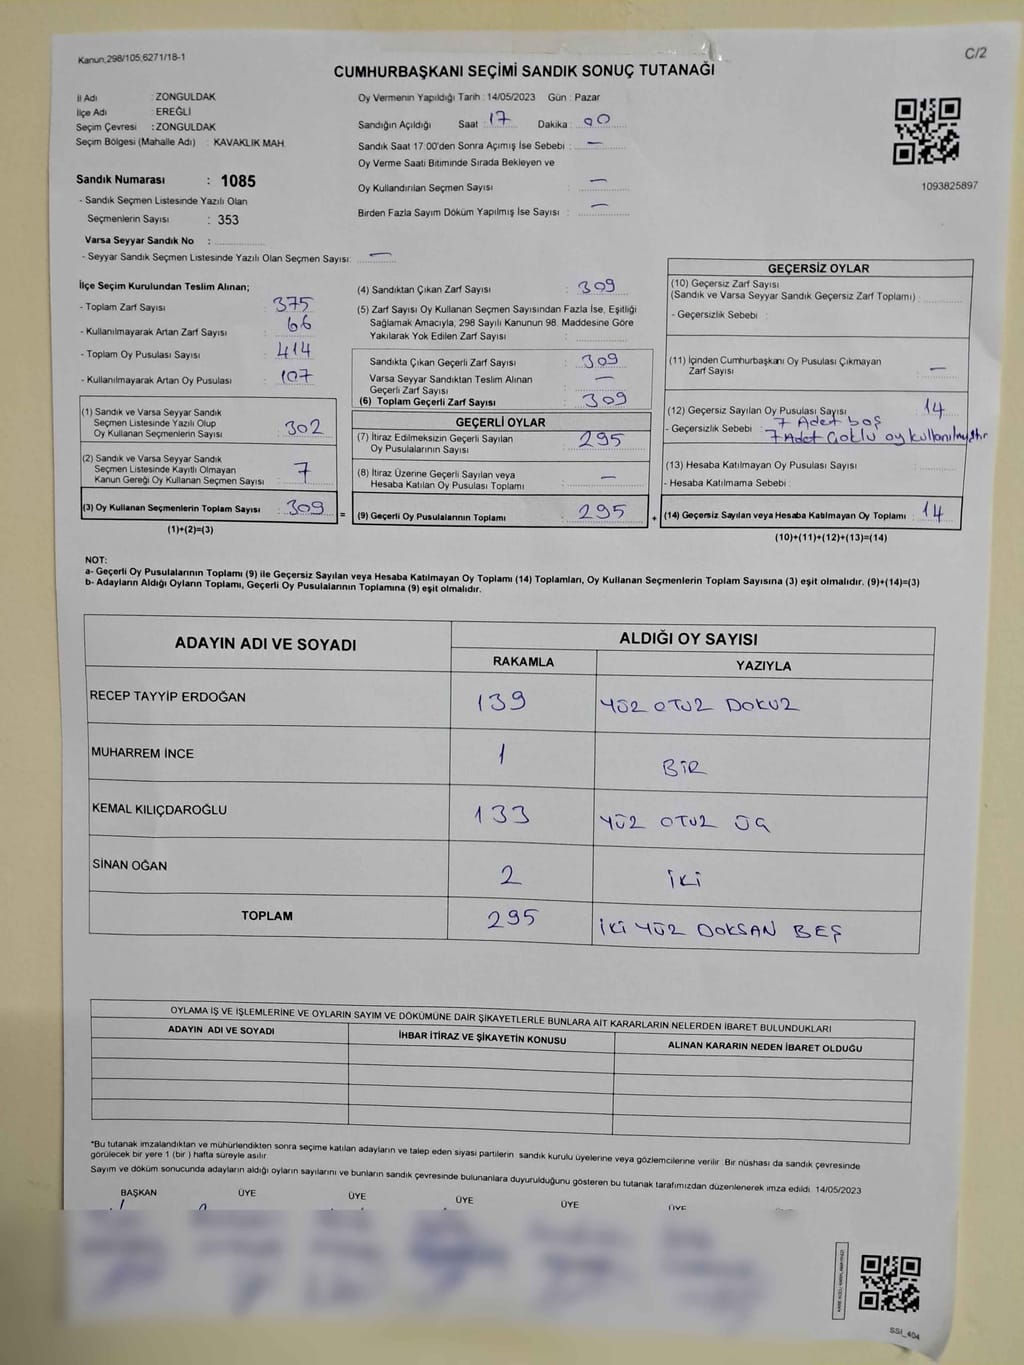 Kanun,298/105,6271/18-1
C/2
CUMHURBAŞKANI SEÇİMİ SANDIK SONUÇ TUTANAĞI
İl Adı : ZONGULDAK
İlçe Adı : EREĞLİ
Seçim Çevresi : ZONGULDAK
Seçim Bölgesi (Mahalle Adı) : KAVAKLIK MAH.
Sandık Numarası : 1085
- Sandık Seçmen Listesinde Yazılı Olan
Seçmenlerin Sayısı : 353
Varsa Seyyar Sandık No :
- Seyyar Sandık Seçmen Listesinde Yazılı Olan Seçmen Sayısı: —
Oy Vermenin Yapıldığı Tarih : 14/05/2023 Gün : Pazar
Sandığın Açıldığı Saat : 17 Dakika : 00
Sandık Saat 17:00'den Sonra Açımış İse Sebebi : —
Oy Verme Saati Bitiminde Sırada Bekleyen ve
Oy Kullandırılan Seçmen Sayısı : —
Birden Fazla Sayım Döküm Yapılmış İse Sayısı : —
1093825897
İlçe Seçim Kurulundan Teslim Alınan;
- Toplam Zarf Sayısı : 375
- Kullanılmayarak Artan Zarf Sayısı : 66
- Toplam Oy Pusulası Sayısı : 414
- Kullanılmayarak Artan Oy Pusulası : 107
(1) Sandık ve Varsa Seyyar Sandık
Seçmen Listesinde Yazılı Olup
Oy Kullanan Seçmenlerin Sayısı : 302
(2) Sandık ve Varsa Seyyar Sandık
Seçmen Listesinde Kayıtlı Olmayan
Kanun Gereği Oy Kullanan Seçmen Sayısı : 7
(3) Oy Kullanan Seçmenlerin Toplam Sayısı : 309
(1)+(2)=(3)
(4) Sandıktan Çıkan Zarf Sayısı : 309
(5) Zarf Sayısı Oy Kullanan Seçmen Sayısından Fazla İse, Eşitliği
Sağlamak Amacıyla, 298 Sayılı Kanunun 98. Maddesine Göre
Yakılarak Yok Edilen Zarf Sayısı :
Sandıkta Çıkan Geçerli Zarf Sayısı : 309
Varsa Seyyar Sandıktan Teslim Alınan
Geçerli Zarf Sayısı : —
(6) Toplam Geçerli Zarf Sayısı : 309
GEÇERLİ OYLAR
(7) İtiraz Edilmeksizin Geçerli Sayılan
Oy Pusulalarının Sayısı : 295
(8) İtiraz Üzerine Geçerli Sayılan veya
Hesaba Katılan Oy Pusulası Toplamı : —
= (9) Geçerli Oy Pusulalarının Toplamı : 295
GEÇERSİZ OYLAR
(10) Geçersiz Zarf Sayısı
(Sandık ve Varsa Seyyar Sandık Geçersiz Zarf Toplamı) :
- Geçersizlik Sebebi :
(11) İçinden Cumhurbaşkanı Oy Pusulası Çıkmayan
Zarf Sayısı : —
(12) Geçersiz Sayılan Oy Pusulası Sayısı : 14
7 Adet boş
- Geçersizlik Sebebi : 7 Adet Çoklu oy kullanılmıştır
(13) Hesaba Katılmayan Oy Pusulası Sayısı :
- Hesaba Katılmama Sebebi :
+ (14) Geçersiz Sayılan veya Hesaba Katılmayan Oy Toplamı : 14
(10)+(11)+(12)+(13)=(14)
NOT:
a- Geçerli Oy Pusulalarının Toplamı (9) ile Geçersiz Sayılan veya Hesaba Katılmayan Oy Toplamı (14) Toplamları, Oy Kullanan Seçmenlerin Toplam Sayısına (3) eşit olmalıdır. (9)+(14)=(3)
b- Adayların Aldığı Oyların Toplamı, Geçerli Oy Pusulalarının Toplamına (9) eşit olmalıdır.
ADAYIN ADI VE SOYADI ALDIĞI OY SAYISI
RAKAMLA YAZIYLA
RECEP TAYYİP ERDOĞAN 139 YÜZ OTUZ DOKUZ
MUHARREM İNCE 1 BİR
KEMAL KILIÇDAROĞLU 133 YÜZ OTUZ ÜÇ
SİNAN OĞAN 2 İKİ
TOPLAM 295 İKİ YÜZ DOKSAN BEŞ
OYLAMA İŞ VE İŞLEMLERİNE VE OYLARIN SAYIM VE DÖKÜMÜNE DAİR ŞİKAYETLERLE BUNLARA AİT KARARLARIN NELERDEN İBARET BULUNDUKLARI
ADAYIN ADI VE SOYADI İHBAR İTİRAZ VE ŞİKAYETİN KONUSU ALINAN KARARIN NEDEN İBARET OLDUĞU
*Bu tutanak imzalandıktan ve mühürlendikten sonra seçime katılan adayların ve talep eden siyasi partilerin sandık kurulu üyelerine veya gözlemcilerine verilir. Bir nüshası da sandık çevresinde
görülecek bir yere 1 (bir) hafta süreyle asılır
Sayım ve döküm sonucunda adayların aldığı oyların sayılarını ve bunların sandık çevresinde bulunanlara duyurulduğunu gösteren bu tutanak tarafımızdan düzenlenerek imza edildi. 14/05/2023
BAŞKAN ÜYE ÜYE ÜYE ÜYE ÜYE
SSI_404